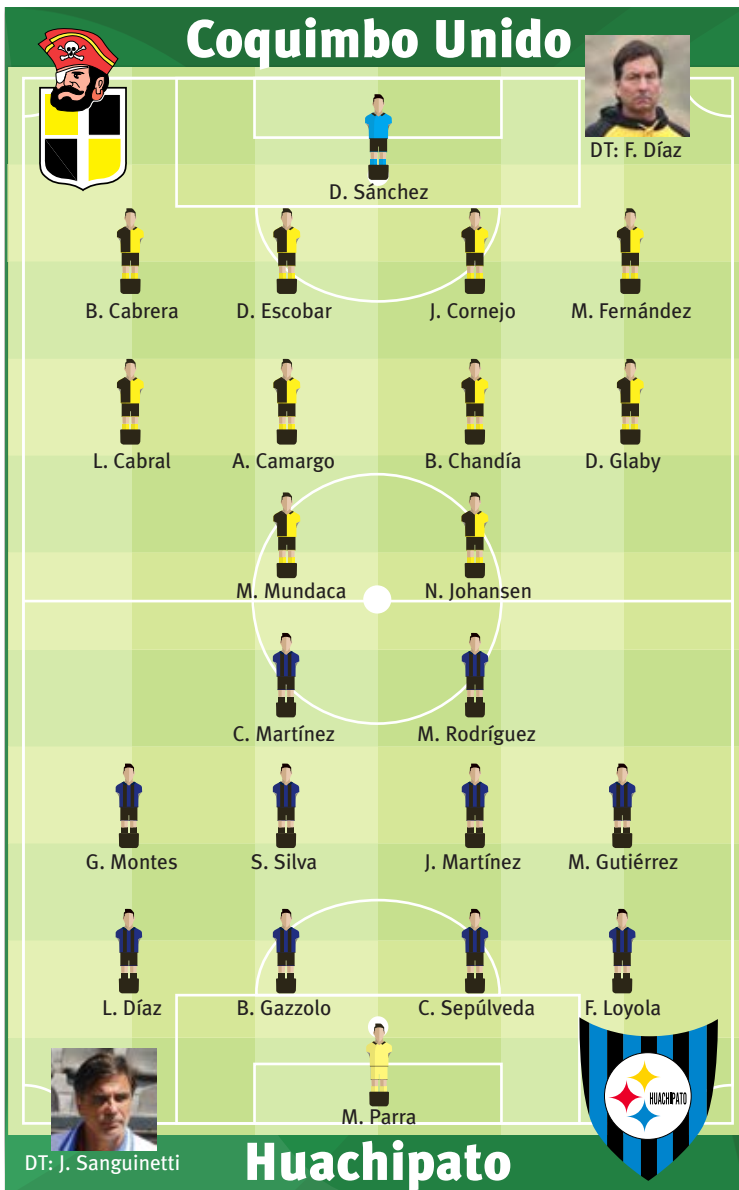 Coquimbo Unido
DT: F. Díaz
D. Sánchez
B. Cabrera
D. Escobar
J. Cornejo
M. Fernández
L. Cabral
A. Camargo
B. Chandía
D. Glaby
M. Mundaca
N. Johansen
C. Martínez
M. Rodríguez
G. Montes
S. Silva
J. Martínez
M. Gutiérrez
L. Díaz
B. Gazzolo
C. Sepúlveda
F. Loyola
M. Parra
HUACHIPATO
DT: J. Sanguinetti
Huachipato